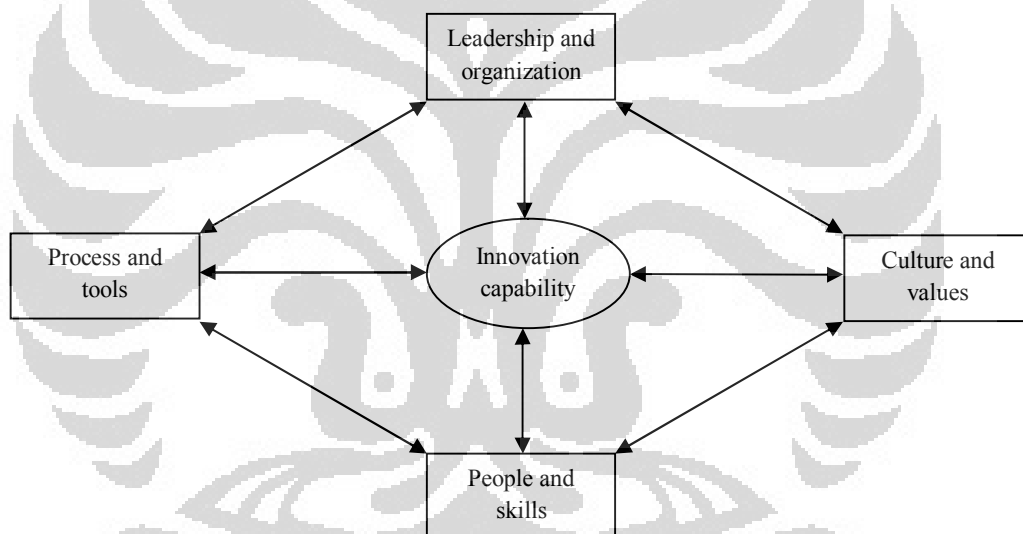 Leadership and
organization
Process and
tools
Innovation
capability
Culture and
values
People and
skills